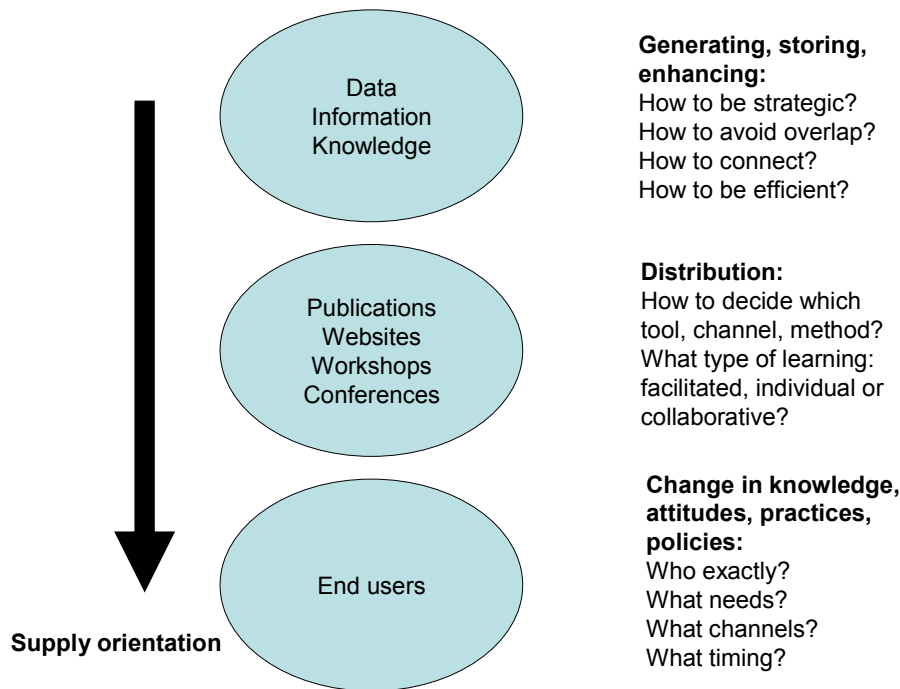 Data
Information
Knowledge
Generating, storing,
enhancing:
How to be strategic?
How to avoid overlap?
How to connect?
How to be efficient?
Publications
Websites
Workshops
Conferences
Distribution:
How to decide which
tool, channel, method?
What type of learning:
facilitated, individual or
collaborative?
End users
Change in knowledge,
attitudes, practices,
policies:
Who exactly?
What needs?
What channels?
What timing?
Supply orientation